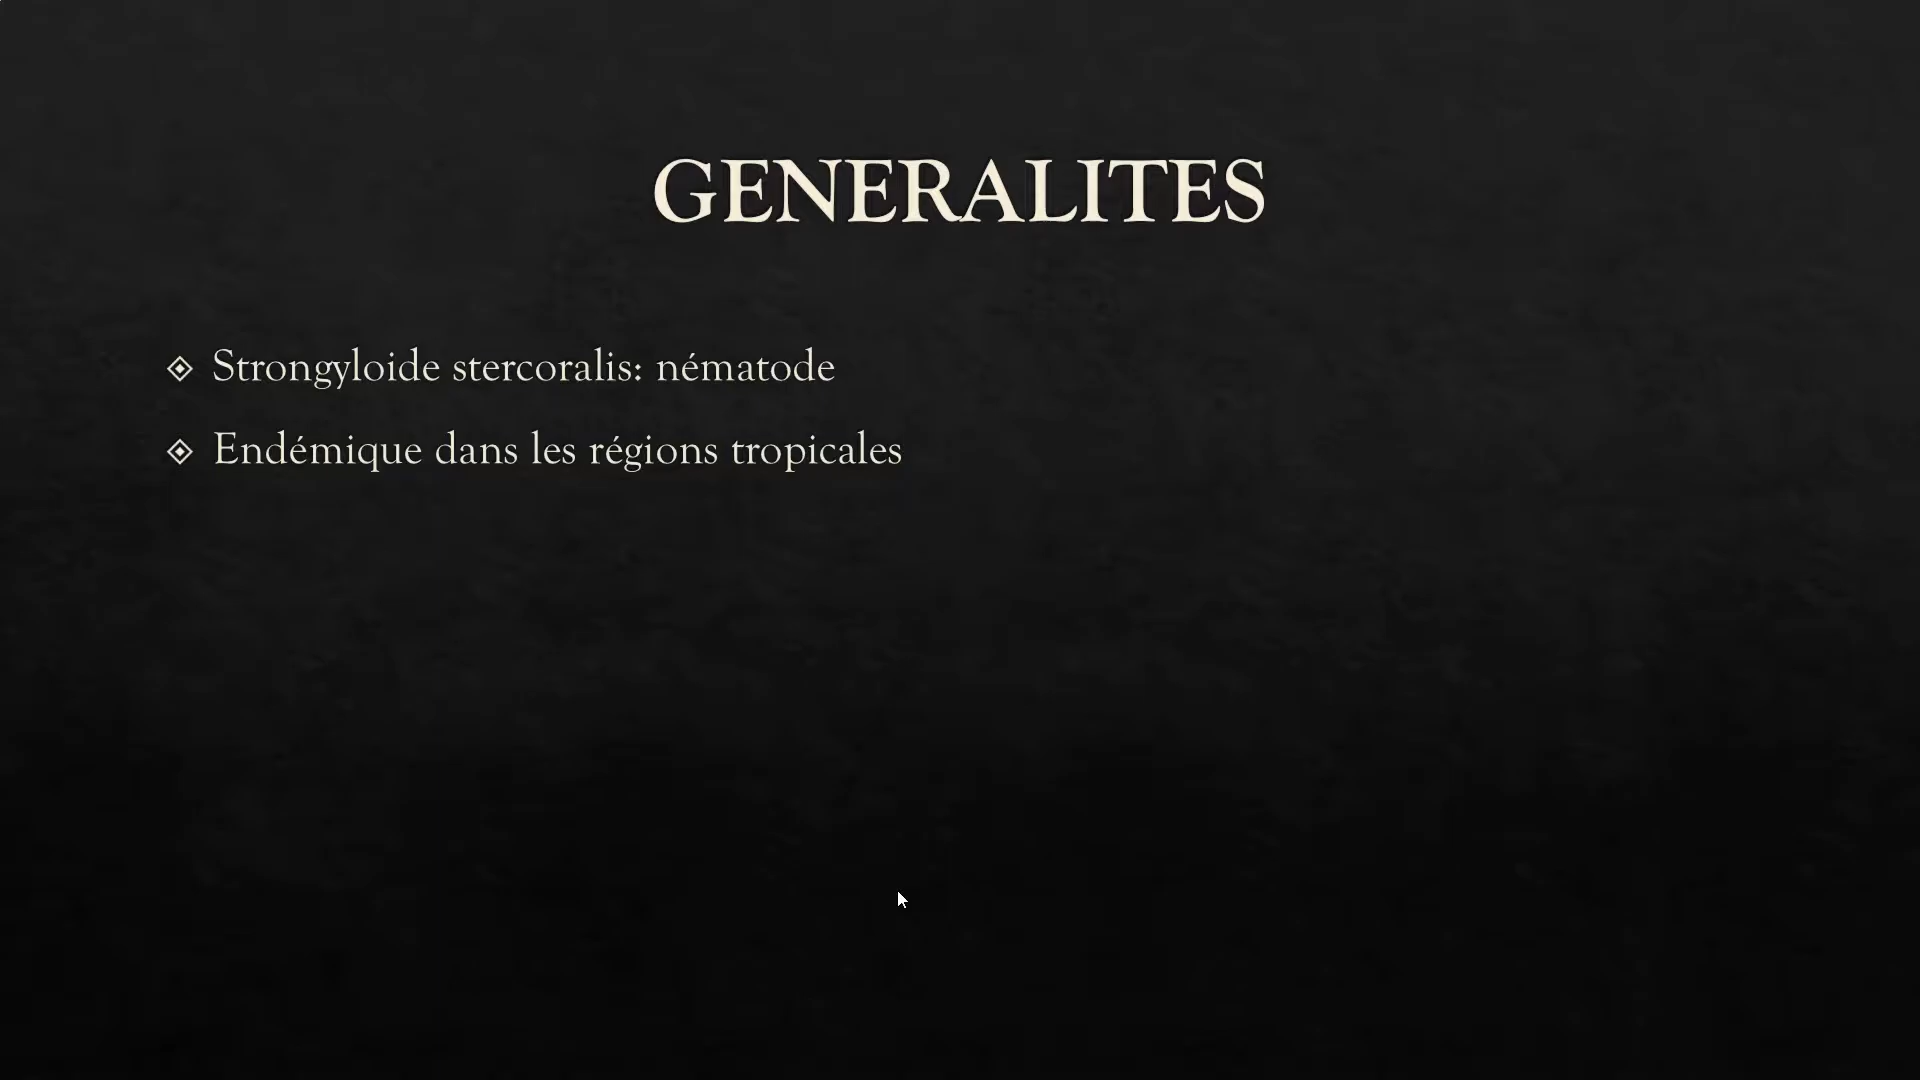 GENERALITES
Strongyloide stercoralis: nématode
Endémique dans les régions tropicales